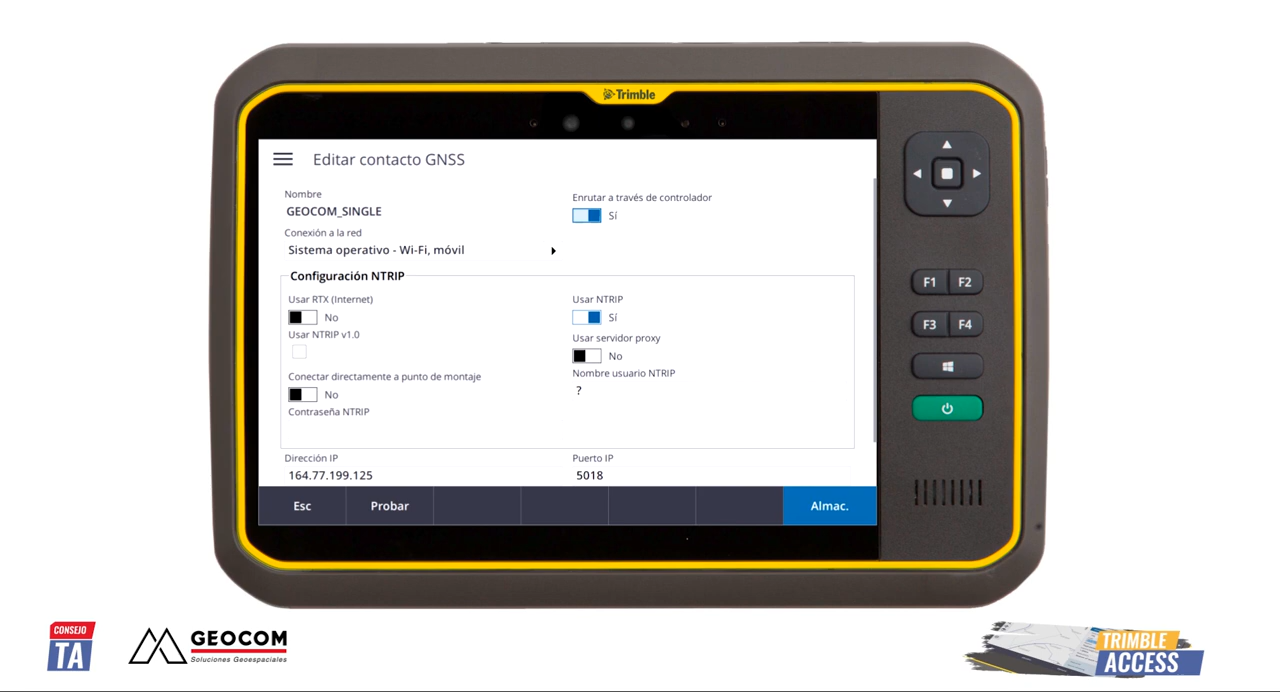 Trimble
Editar contacto GNSS
Nombre
GEOCOM_SINGLE
Enrutar a través de controlador
Sí
Conexión a la red
Sistema operativo - Wi-Fi, móvil
Configuración NTRIP
Usar RTX (Internet)
No
Usar NTRIP
Sí
Usar NTRIP v1.0
Usar servidor proxy
No
Conectar directamente a punto de montaje
No
Nombre usuario NTRIP
?
Contraseña NTRIP
Dirección IP
164.77.199.125
Puerto IP
5018
Esc
Probar
Almac.
F1
F2
F3
F4
CONSEJO
TA
GEOCOM
Soluciones Geoespaciales
TRIMBLE
ACCESS